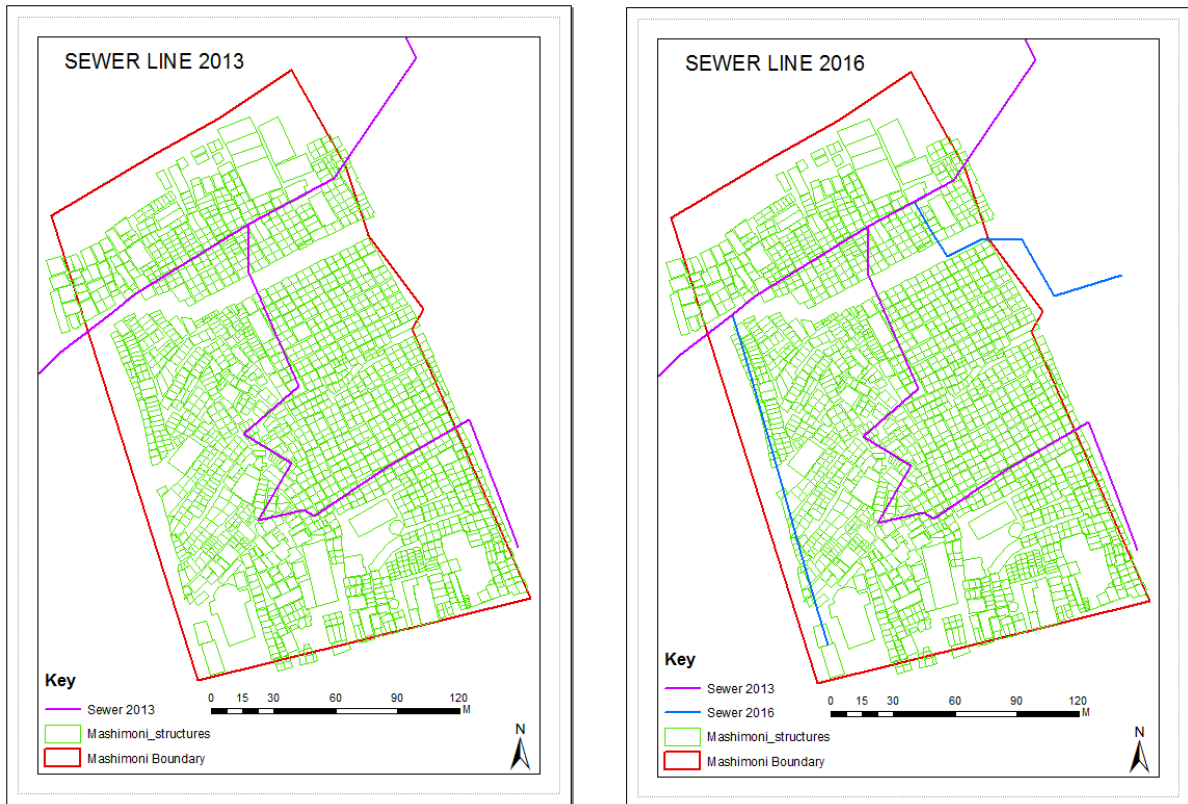 SEWER LINE 2013
Key
0 15 30 60 90 120
M
Sewer 2013
Mashimoni_structures
Mashimoni Boundary
N
SEWER LINE 2016
Key
Sewer 2013
0 15 30 60 90 120
M
Sewer 2016
Mashimoni_structures
Mashimoni Boundary
N